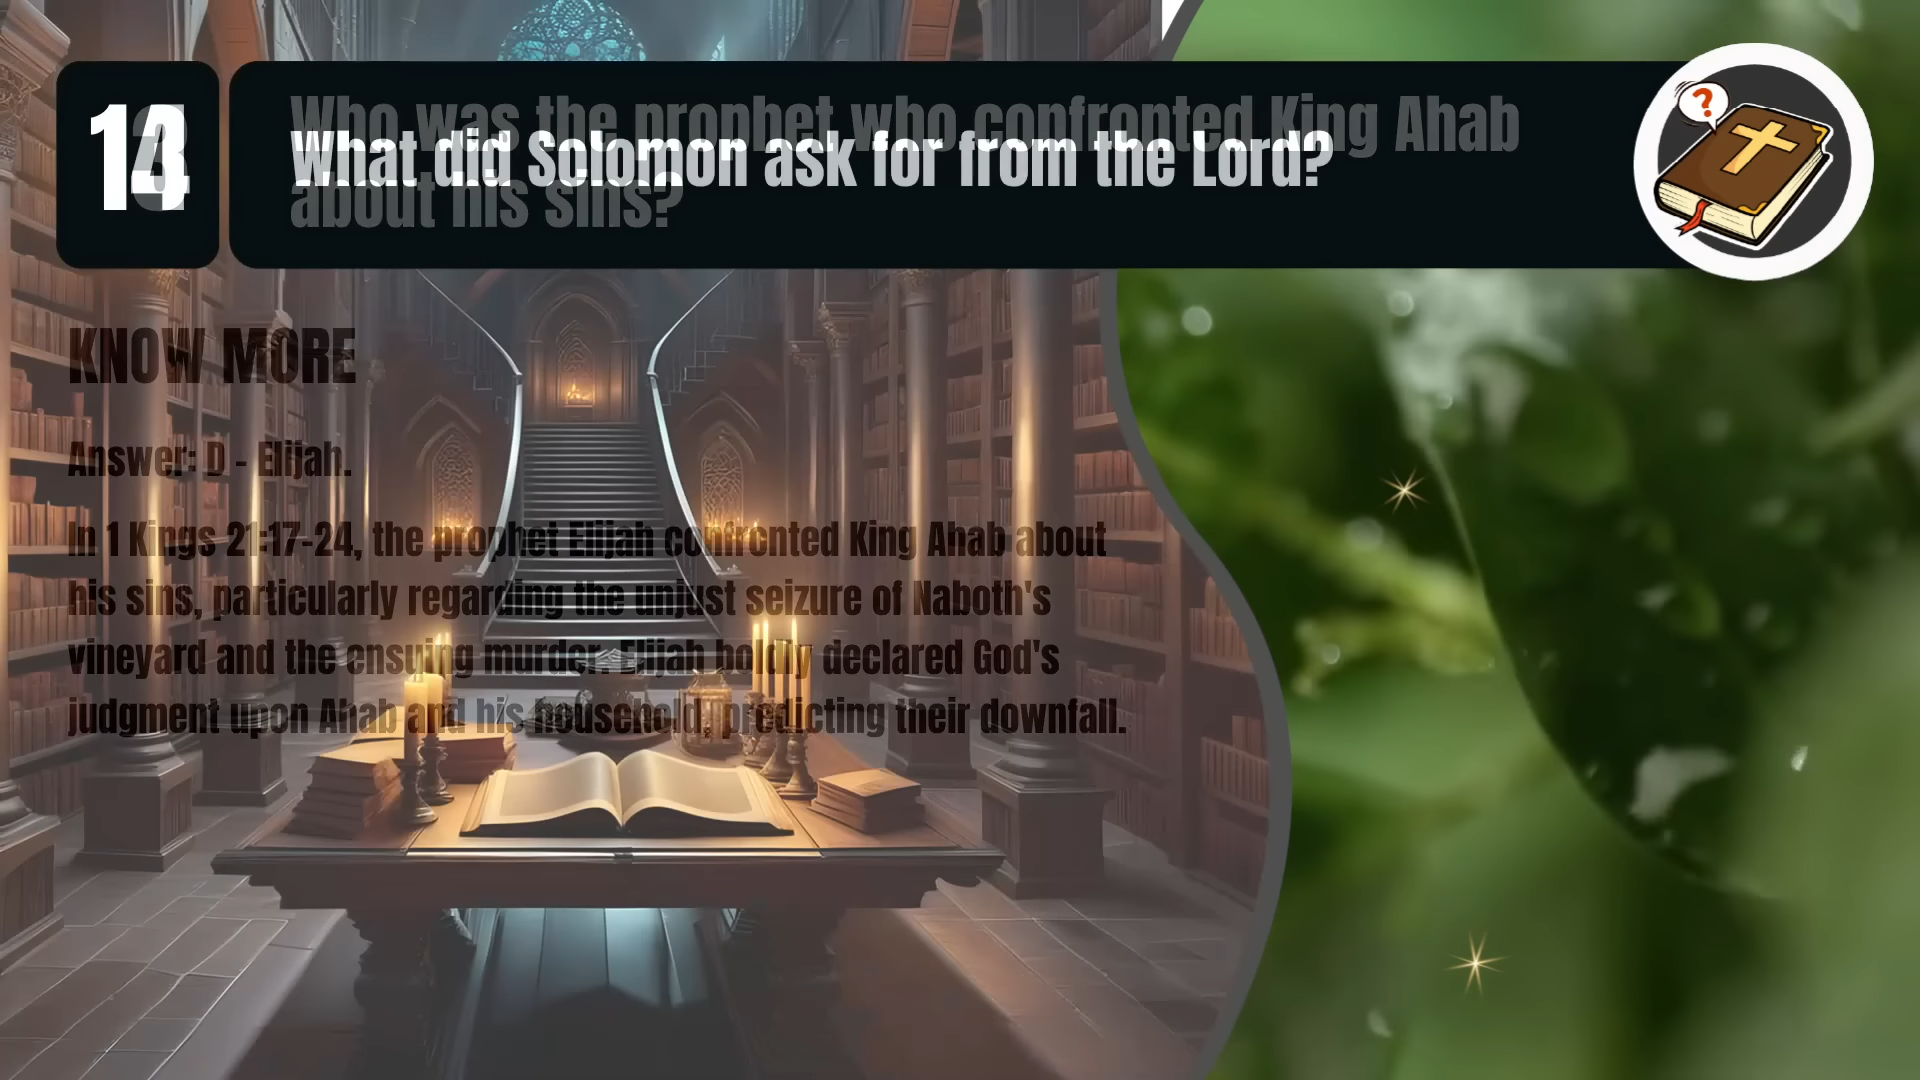 13
14
Who was the prophet who confronted King Ahab
about his sins?
What did Solomon ask for from the Lord?
?
KNOW MORE
Answer: D - Elijah.
In 1 Kings 21:17-24, the prophet Elijah confronted King Ahab about
his sins, particularly regarding the unjust seizure of Naboth's
vineyard and the ensuing murder. Elijah boldly declared God's
judgment upon Ahab and his household, predicting their downfall.